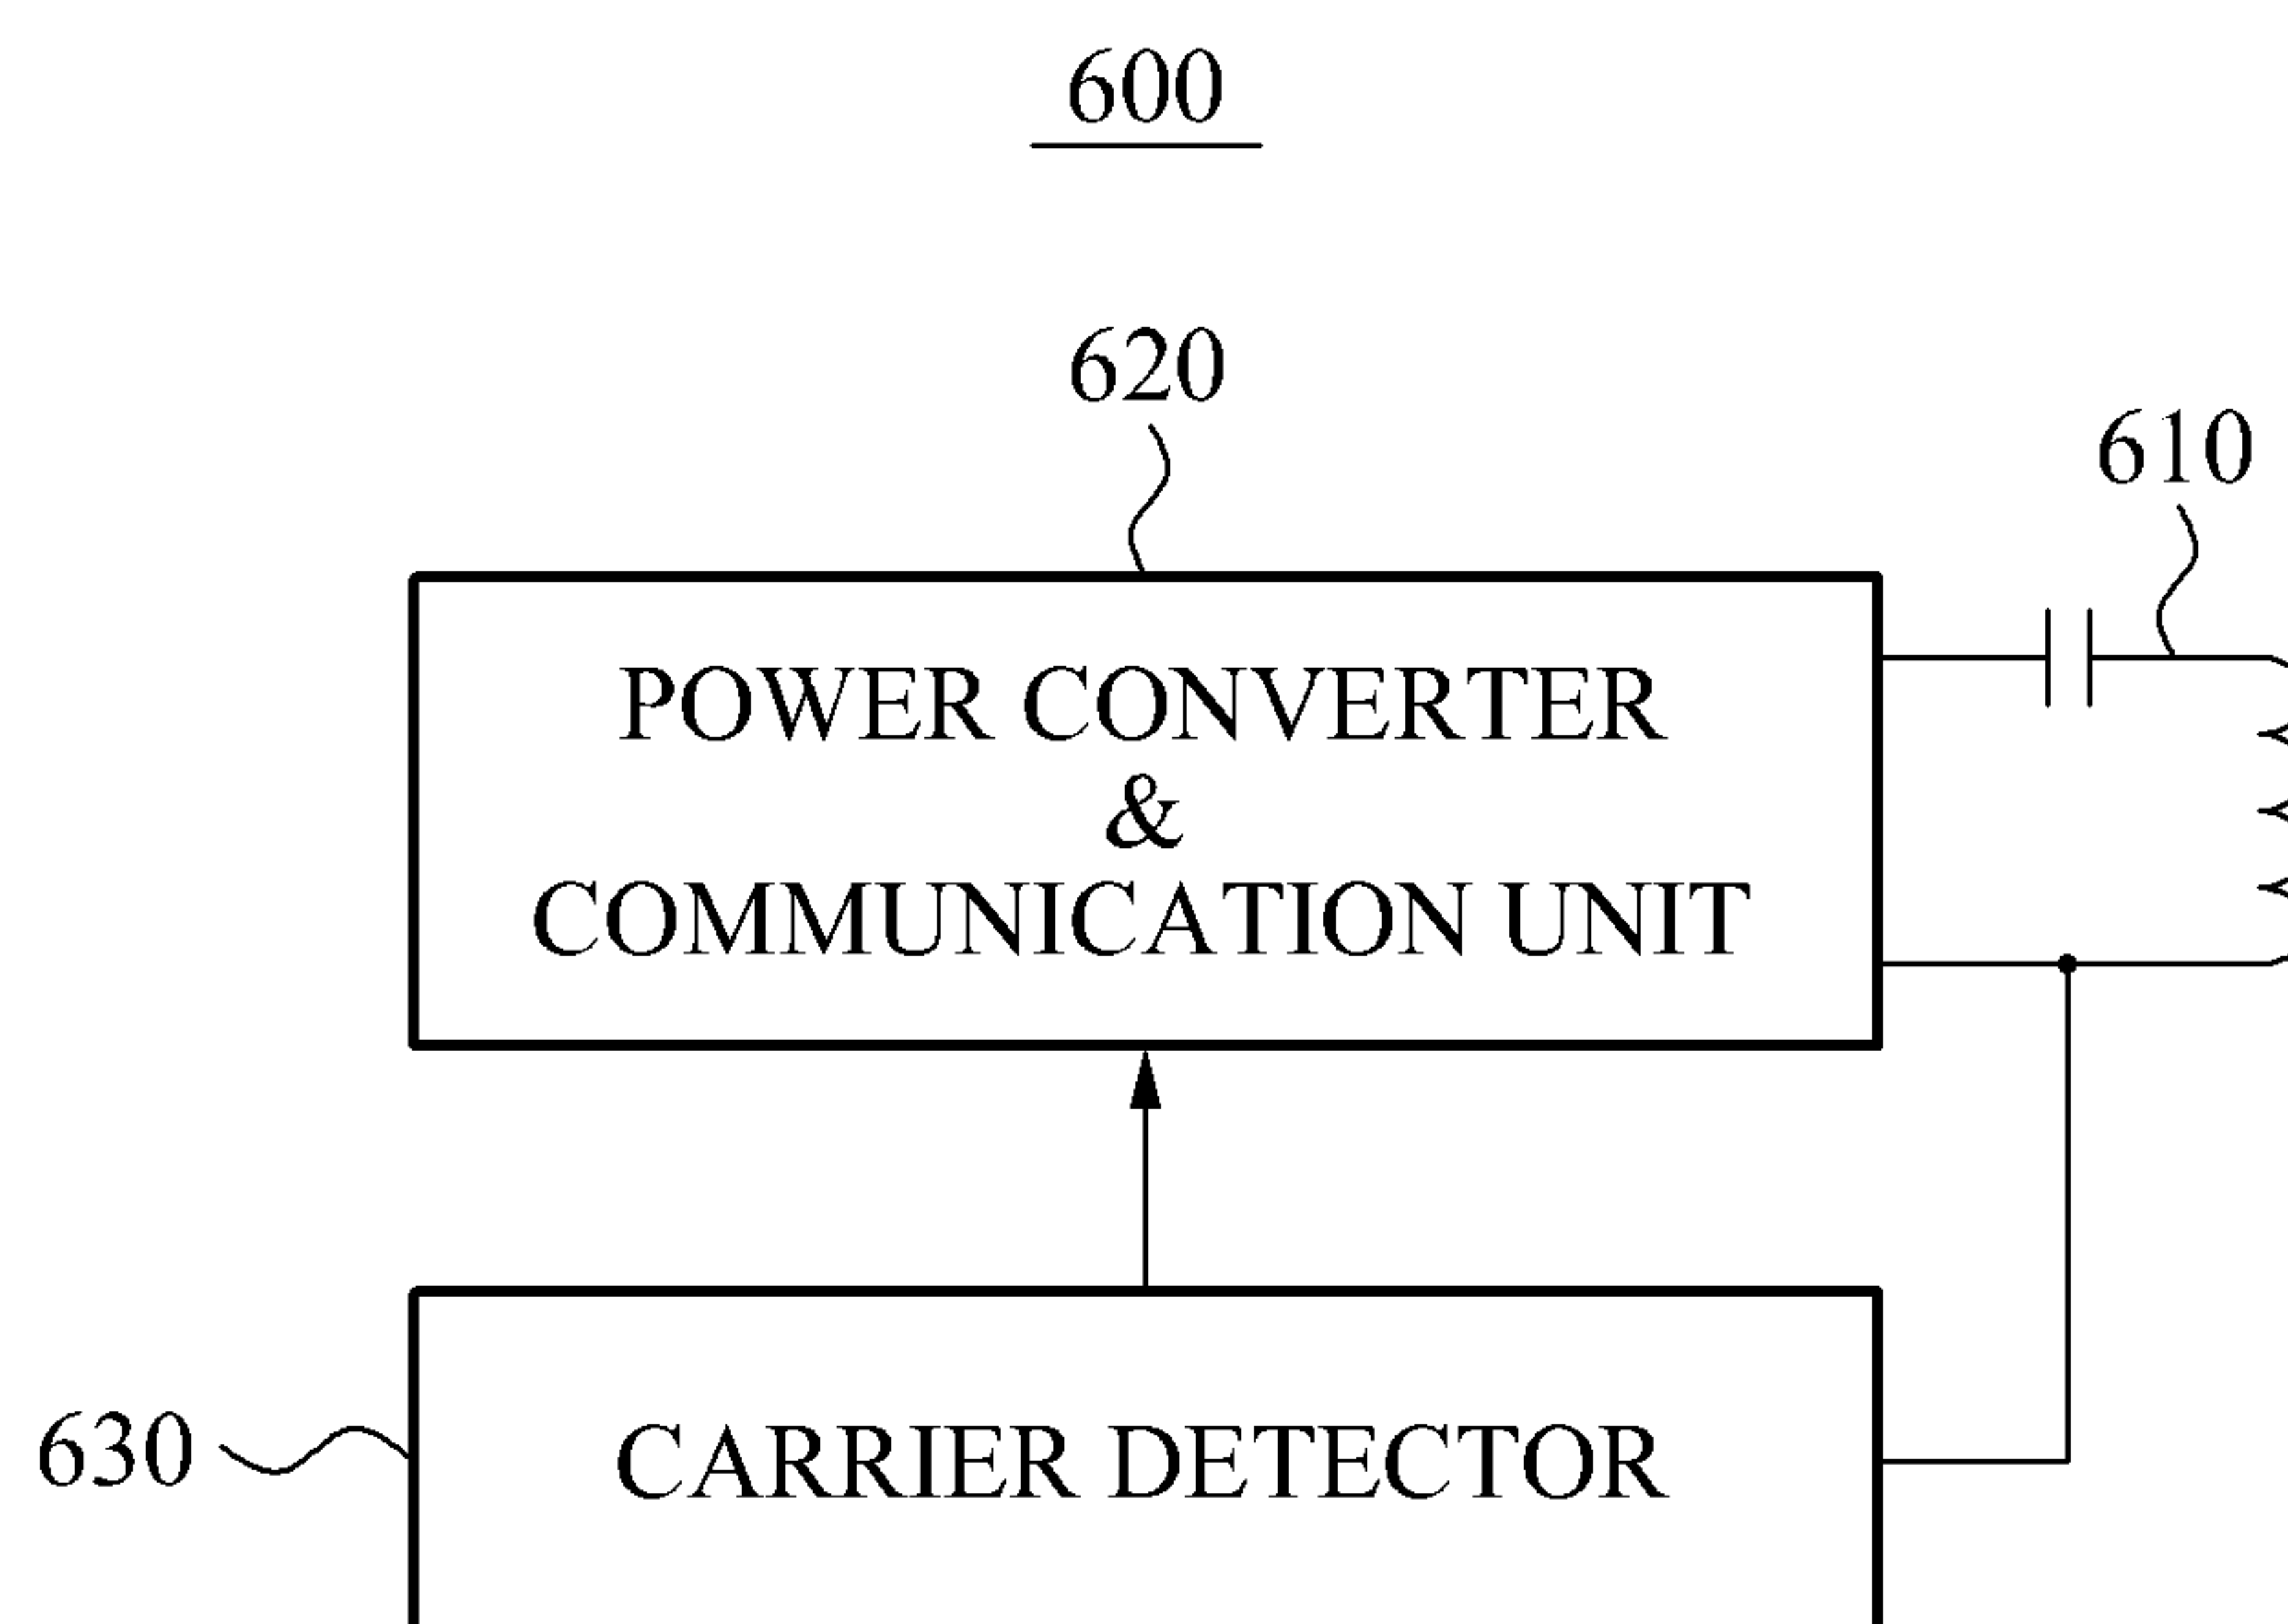 600
620
610
POWER CONVERTER
&
COMMUNICATION UNIT
630
CARRIER DETECTOR